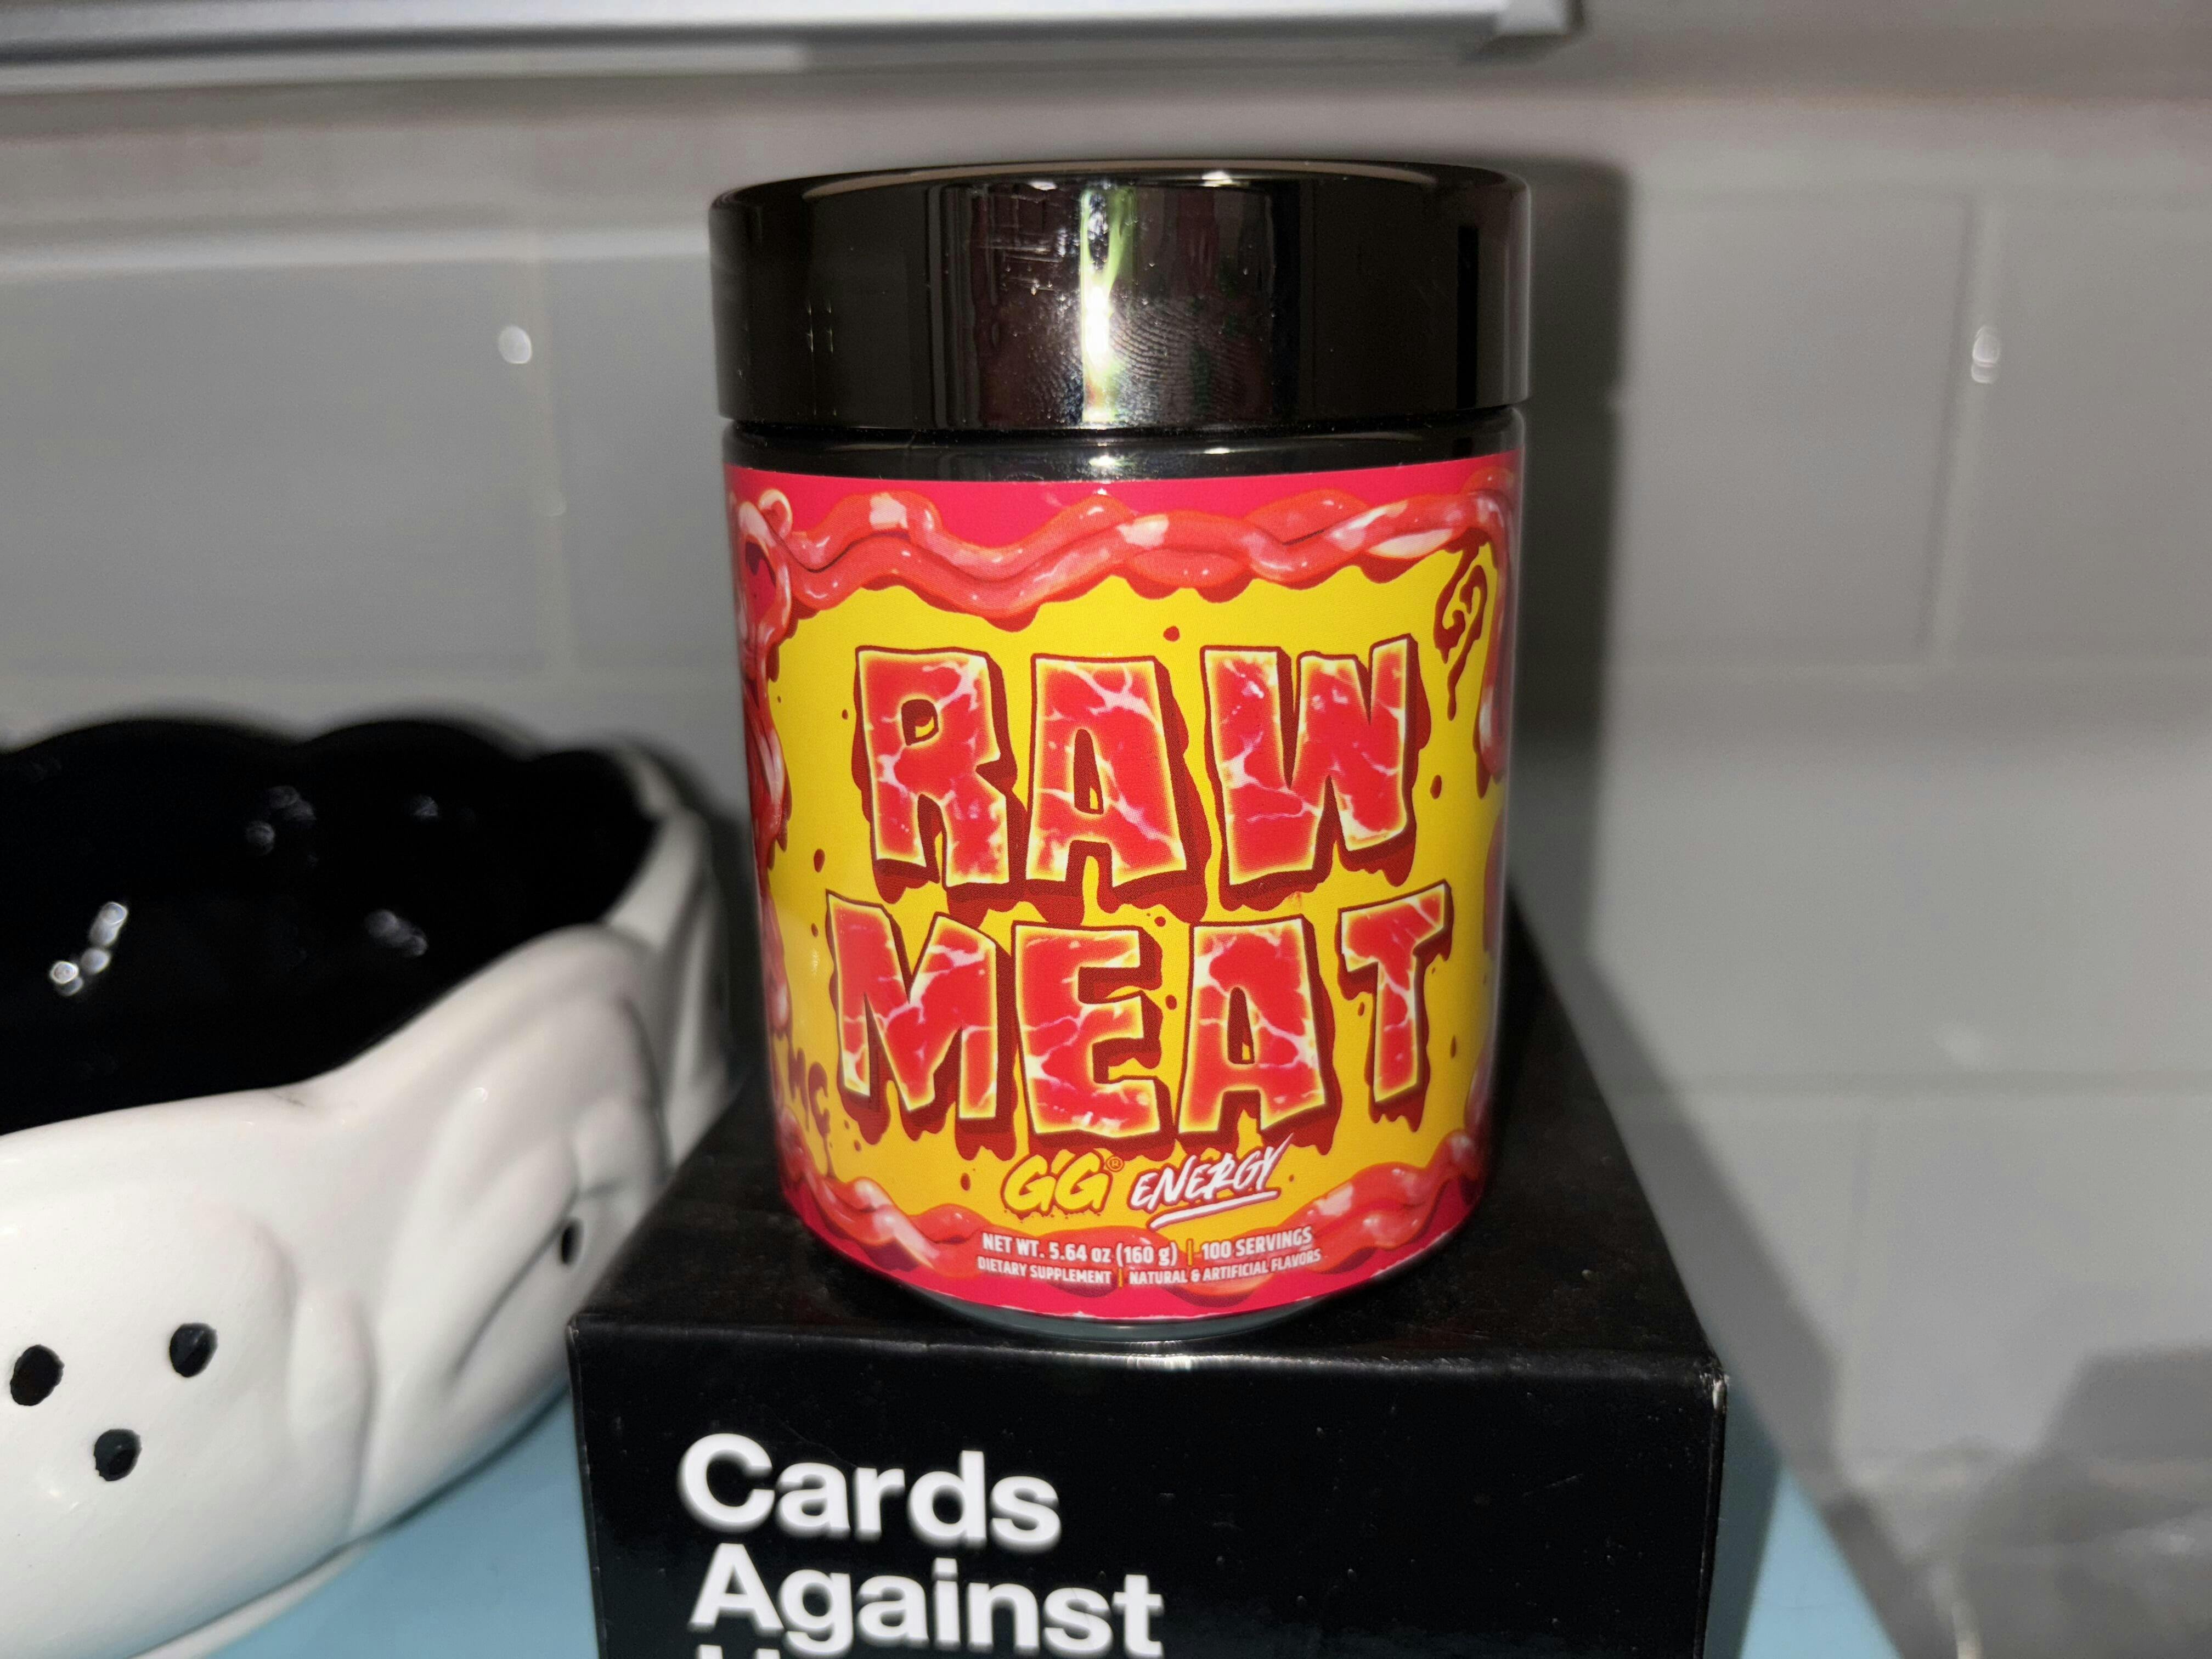 RAW
MEAT
GG® ENERGY
NET WT. 5.64 oz (160 g) | 100 SERVINGS
DIETARY SUPPLEMENT | NATURAL & ARTIFICIAL FLAVORS
Cards
Against